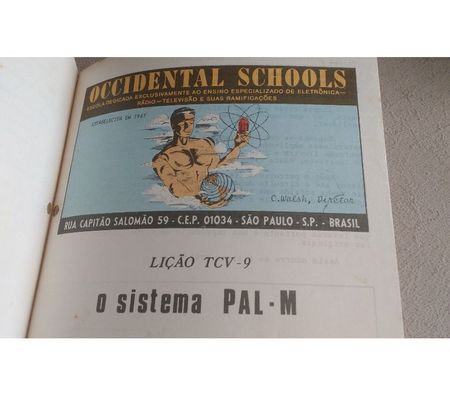 OCCIDENTAL SCHOOLS
ESCOLA DEDICADA EXCLUSIVAMENTE AO ENSINO ESPECIALIZADO DE ELETRÔNICA—
RÁDIO—TELEVISÃO E SUAS RAMIFICAÇÕES
ESTABELECIDA EM 1947
C. Walsh, Director
RUA CAPITÃO SALOMÃO 59 - C.E.P. 01034 - SÃO PAULO - S.P. - BRASIL
LIÇÃO TCV-9
o sistema PAL-M